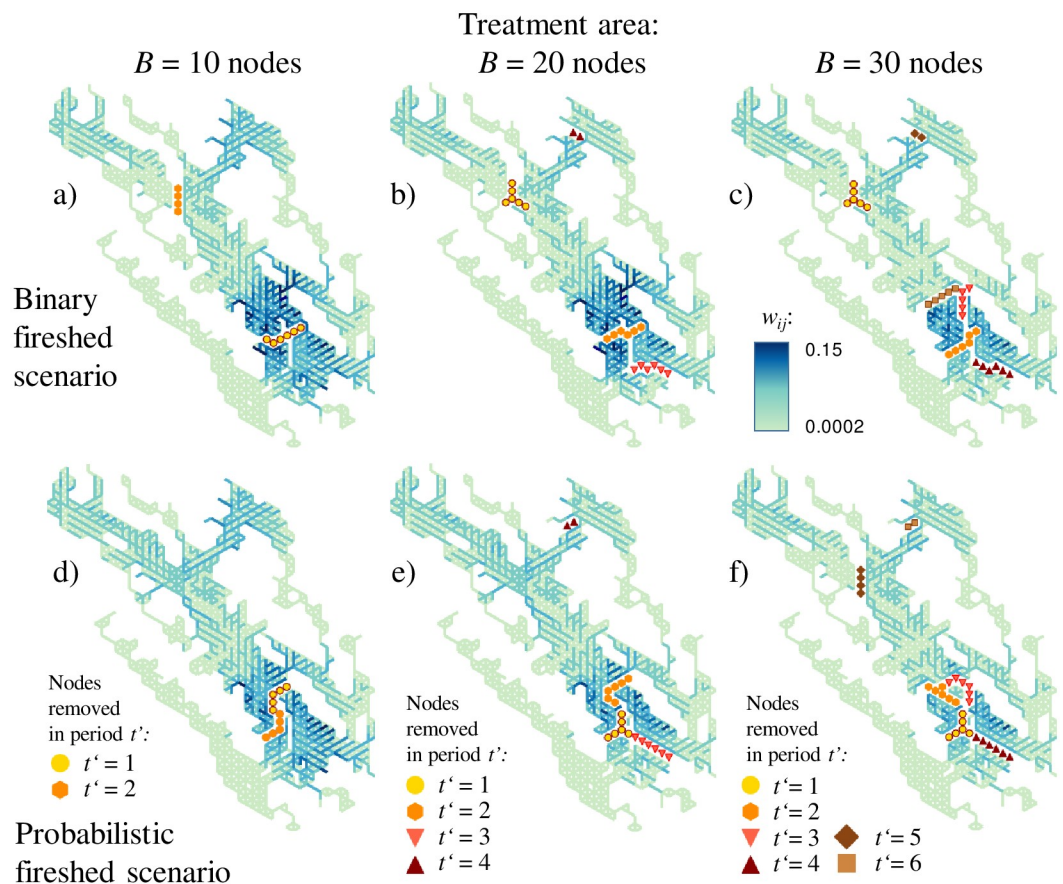 Treatment area:
B = 10 nodes
B = 20 nodes
B = 30 nodes
a)
b)
c)
Binary
fireshed
scenario
wij:
0.15
0.0002
d)
e)
f)
Nodes
removed
in period t’:
t‘ = 1
t‘ = 2
Nodes
removed
in period t’:
t‘ = 1
t‘ = 2
t‘ = 3
t‘ = 4
Nodes
removed
in period t’:
t‘ = 1
t‘ = 2
t‘ = 3
t‘ = 5
t‘ = 4
t‘ = 6
Probabilistic
fireshed scenario